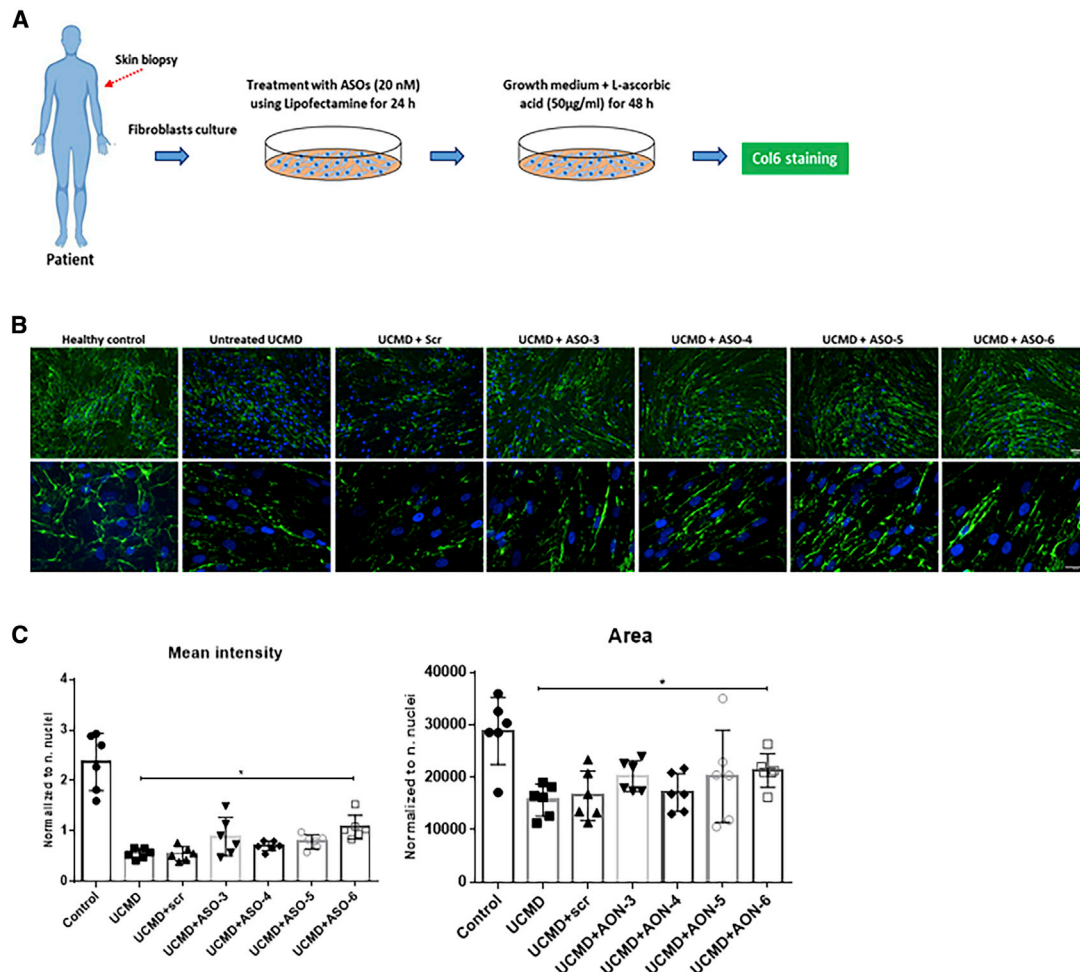 A
Skin biopsy
Treatment with ASOs (20 nM)
using Lipofectamine for 24 h
Growth medium + L-ascorbic
acid (50µg/ml) for 48 h
Fibroblasts culture
Col6 staining
Patient
B
Healthy control
Untreated UCMD
UCMD + Scr
UCMD + ASO-3
UCMD + ASO-4
UCMD + ASO-5
UCMD + ASO-6
C
Mean intensity
Normalized to n. nuclei
4
3
2
1
0
*
Control
UCMD
UCMD+scr
UCMD+ASO-3
UCMD+ASO-4
UCMD+ASO-5
UCMD+ASO-6
Area
Normalized to n. nuclei
40000
30000
20000
10000
0
*
Control
UCMD
UCMD+scr
UCMD+AON-3
UCMD+AON-4
UCMD+AON-5
UCMD+AON-6